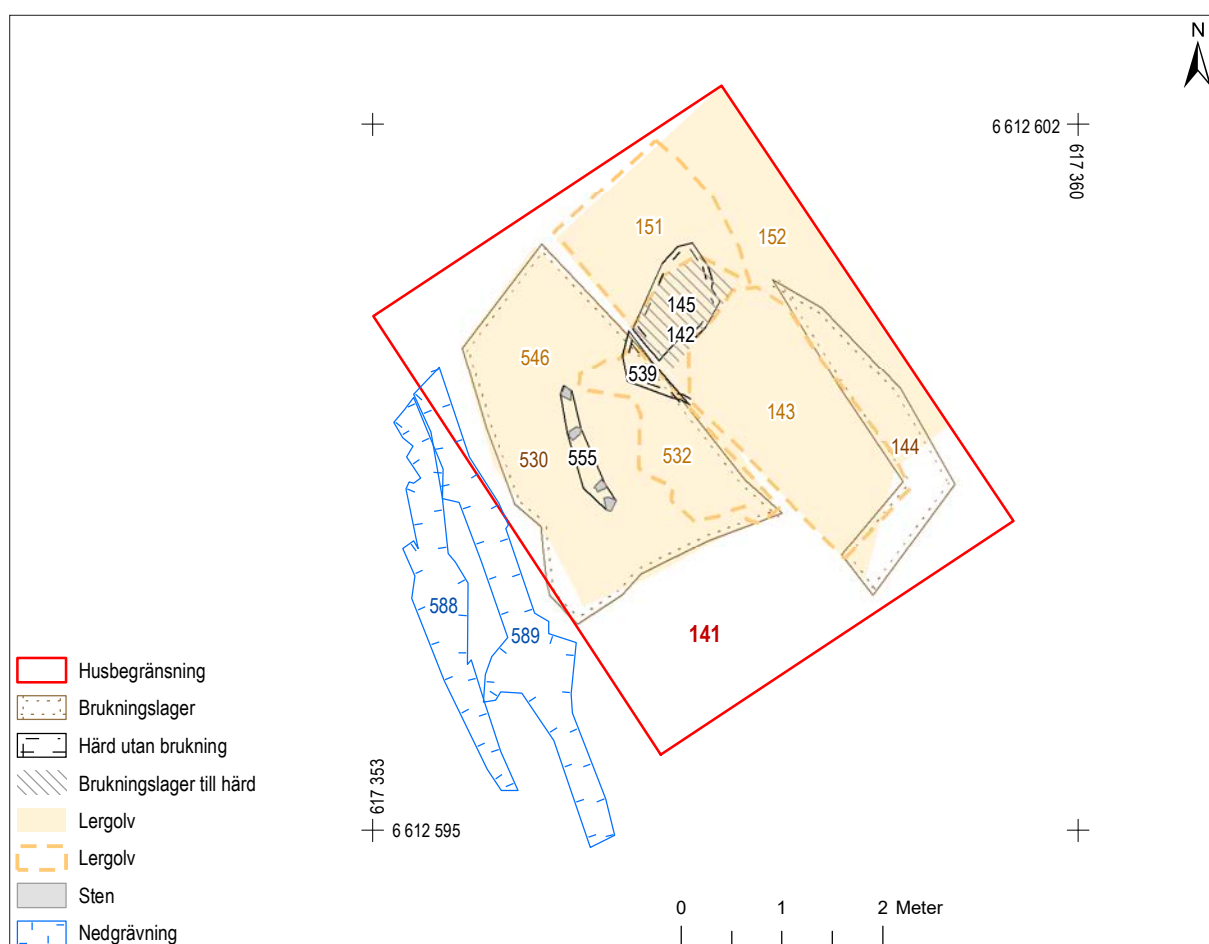 N
6 612 602
617 360
151
152
145
142
546
539
143
532
144
530
555
588
589
141
Husbegränsning
Brukningslager
Härd utan brukning
Brukningslager till härd
Lergolv
Lergolv
Sten
Nedgrävning
617 353
6 612 595
0 1 2 Meter